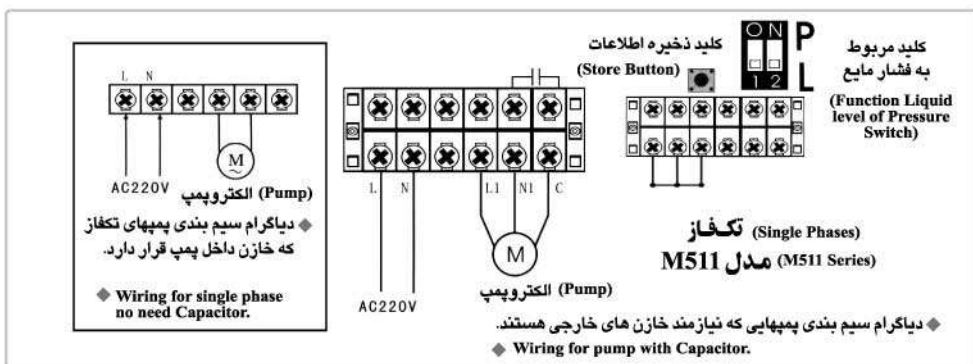 L N
AC220V
M
~
الکتروپمپ (Pump)
◆ دیاگرام سیم بندی پمپهای تکفاز
که خازن داخل پمپ قرار دارد.
◆ Wiring for single phase
no need Capacitor.
L N L1 N1 C
M
AC220V
الکتروپمپ (Pump)
کلید ذخیره اطلاعات
(Store Button)
ON
1 2
P
L
کلید مربوط
به فشار مایع
(Function Liquid
level of Pressure
Switch)
تکفاز (Single Phases)
مدل M511 (M511 Series)
◆ دیاگرام سیم بندی پمپهایی که نیازمند خازن های خارجی هستند.
◆ Wiring for pump with Capacitor.